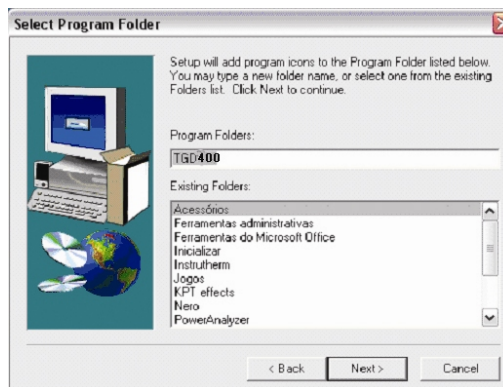 Select Program Folder
Setup will add program icons to the Program Folder listed below.
You may type a new folder name, or select one from the existing
Folders list. Click Next to continue.
Program Folders:
TGD400
Existing Folders:
Acessórios
Ferramentas administrativas
Ferramentas do Microsoft Office
Inicializar
Instrutherm
Jogos
KPT effects
Nero
PowerAnalyzer
< Back
Next >
Cancel